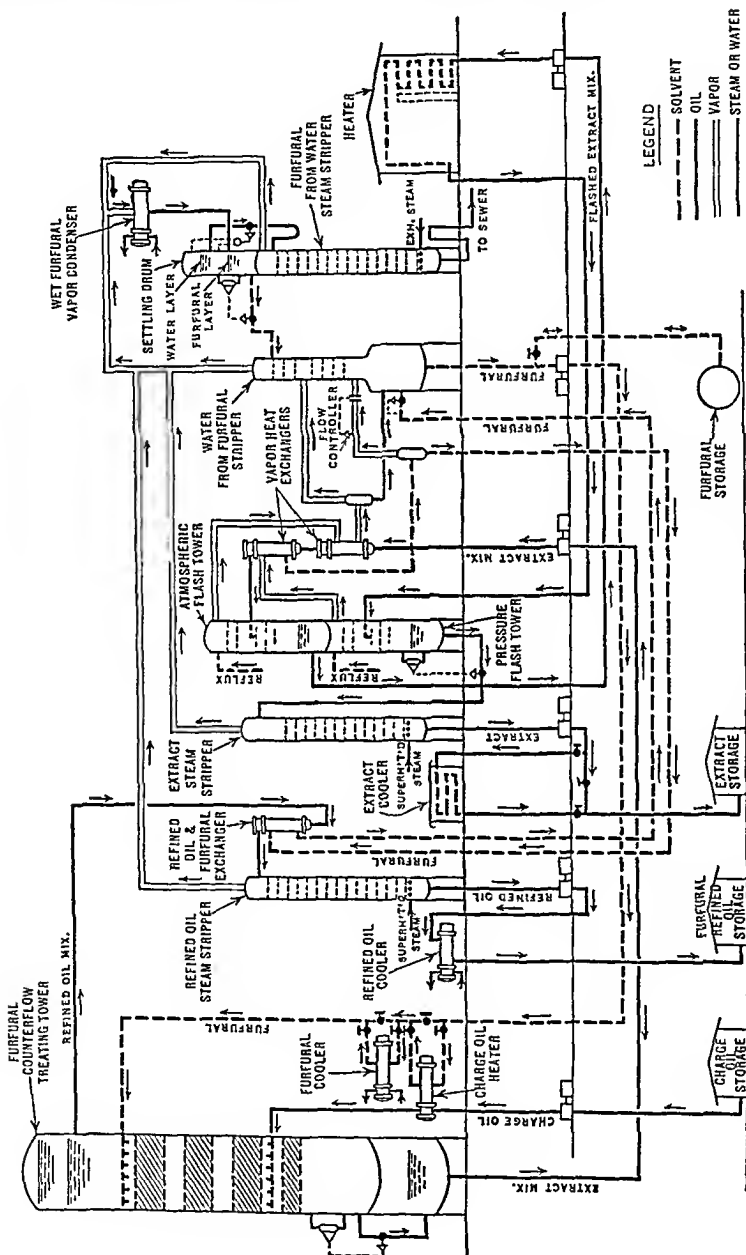 FURFURAL
COUNTERFLOW
TREATING TOWER
REFINED OIL MIX.
FURFURAL
FURFURAL
COOLER
CHARGE OIL
HEATER
CHARGE OIL
EXTRACT MIX.
CHARGE
OIL
STORAGE
REFINED OIL
STEAM STRIPPER
REFINED OIL
&
FURFURAL
EXCHANGER
SUPERH'T'D
STEAM
REFINED OIL
COOLER
REFINED OIL
FURFURAL
FURFURAL
REFINED
OIL
STORAGE
EXTRACT
STEAM
STRIPPER
SUPERH'T'D
STEAM
EXTRACT
COOLER
EXTRACT
EXTRACT
STORAGE
ATMOSPHERIC
FLASH TOWER
REFLUX
REFLUX
PRESSURE
FLASH TOWER
VAPOR HEAT
EXCHANGERS
EXTRACT MIX.
WATER
FROM FURFURAL
STRIPPER
FLOW
CONTROLLER
FURFURAL
FURFURAL
FURFURAL
STORAGE
WET FURFURAL
VAPOR CONDENSER
SETTLING DRUM
WATER LAYER
FURFURAL
LAYER
FURFURAL
FROM WATER
STEAM STRIPPER
EXH. STEAM
TO SEWER
HEATER
FLASHED EXTRACT MIX.
LEGEND
SOLVENT
OIL
VAPOR
STEAM OR WATER